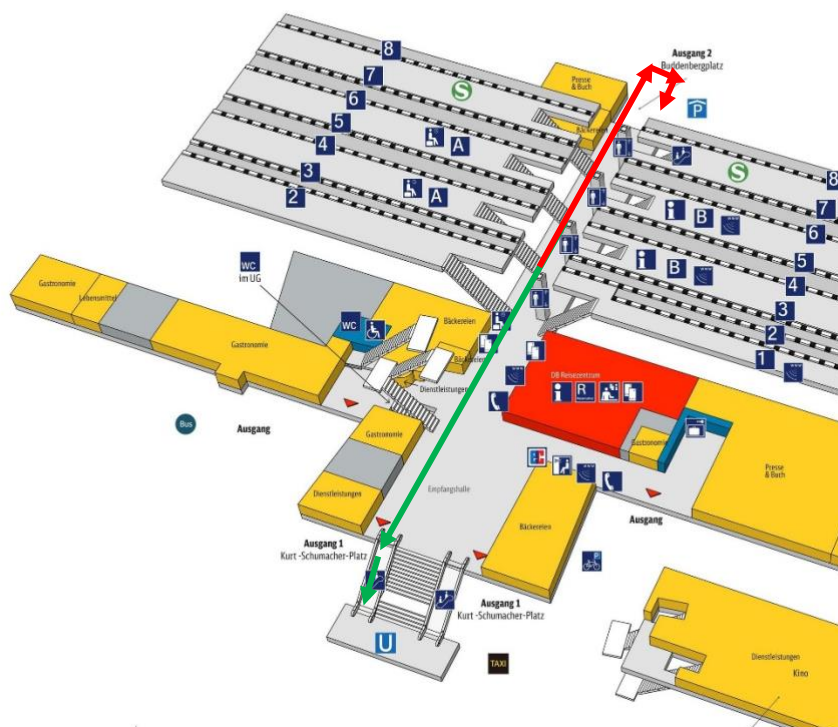 Ausgang 2
Buddenbergplatz
Presse
& Buch
Bäckereien
8
7
6
5
4
3
2
S
A
A
P
S
B
B
8
7
6
5
4
3
2
1
WC
im UG
Gastronomie
Lebensmittel
Gastronomie
WC
Bäckereien
Bäckereien
Dienstleistungen
DB Reisezentrum
R
Gastronomie
Presse
& Buch
Bus
Ausgang
Gastronomie
Dienstleistungen
Empfangshalle
Bäckereien
Ausgang
Ausgang 1
Kurt -Schumacher-Platz
Ausgang 1
Kurt -Schumacher-Platz
U
TAXI
Dienstleistungen
Kino